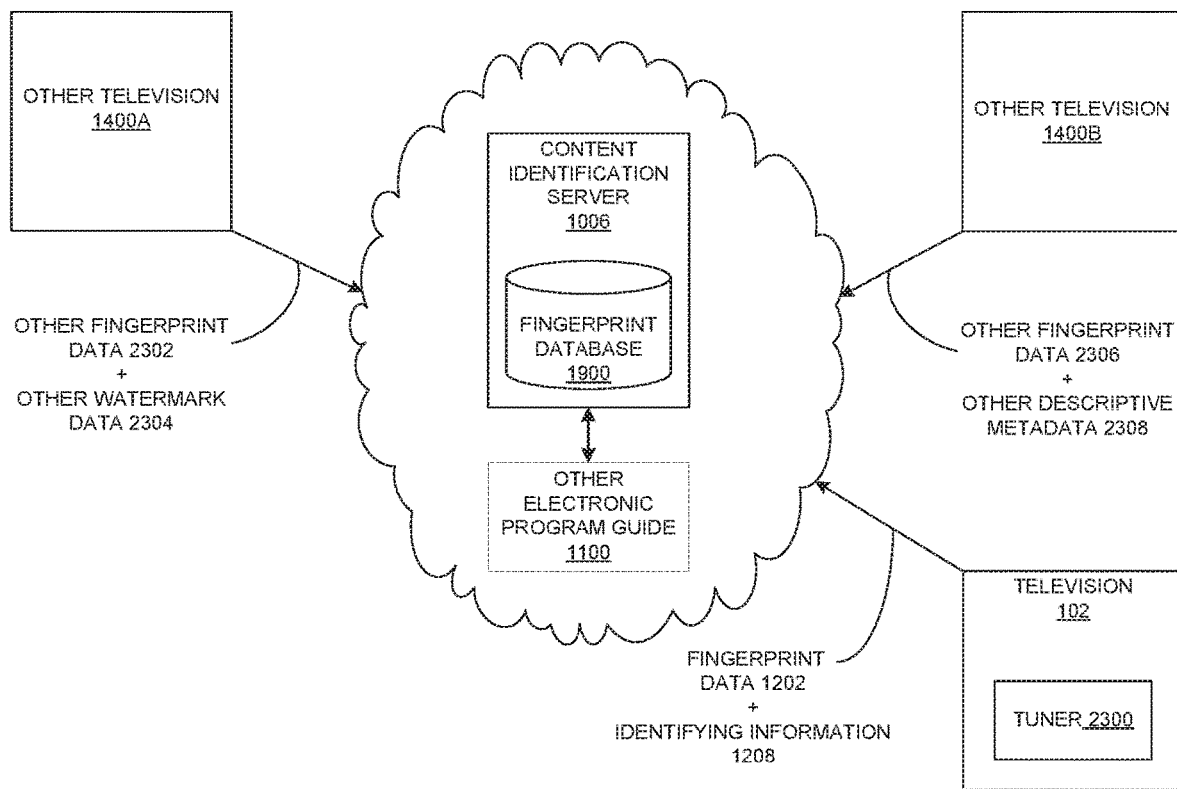 OTHER TELEVISION
1400A
CONTENT
IDENTIFICATION
SERVER
1006
FINGERPRINT
DATABASE
1900
OTHER
ELECTRONIC
PROGRAM GUIDE
1100
OTHER TELEVISION
1400B
OTHER FINGERPRINT
DATA 2302
+
OTHER WATERMARK
DATA 2304
OTHER FINGERPRINT
DATA 2306
+
OTHER DESCRIPTIVE
METADATA 2308
FINGERPRINT
DATA 1202
+
IDENTIFYING INFORMATION
1208
TELEVISION
102
TUNER 2300